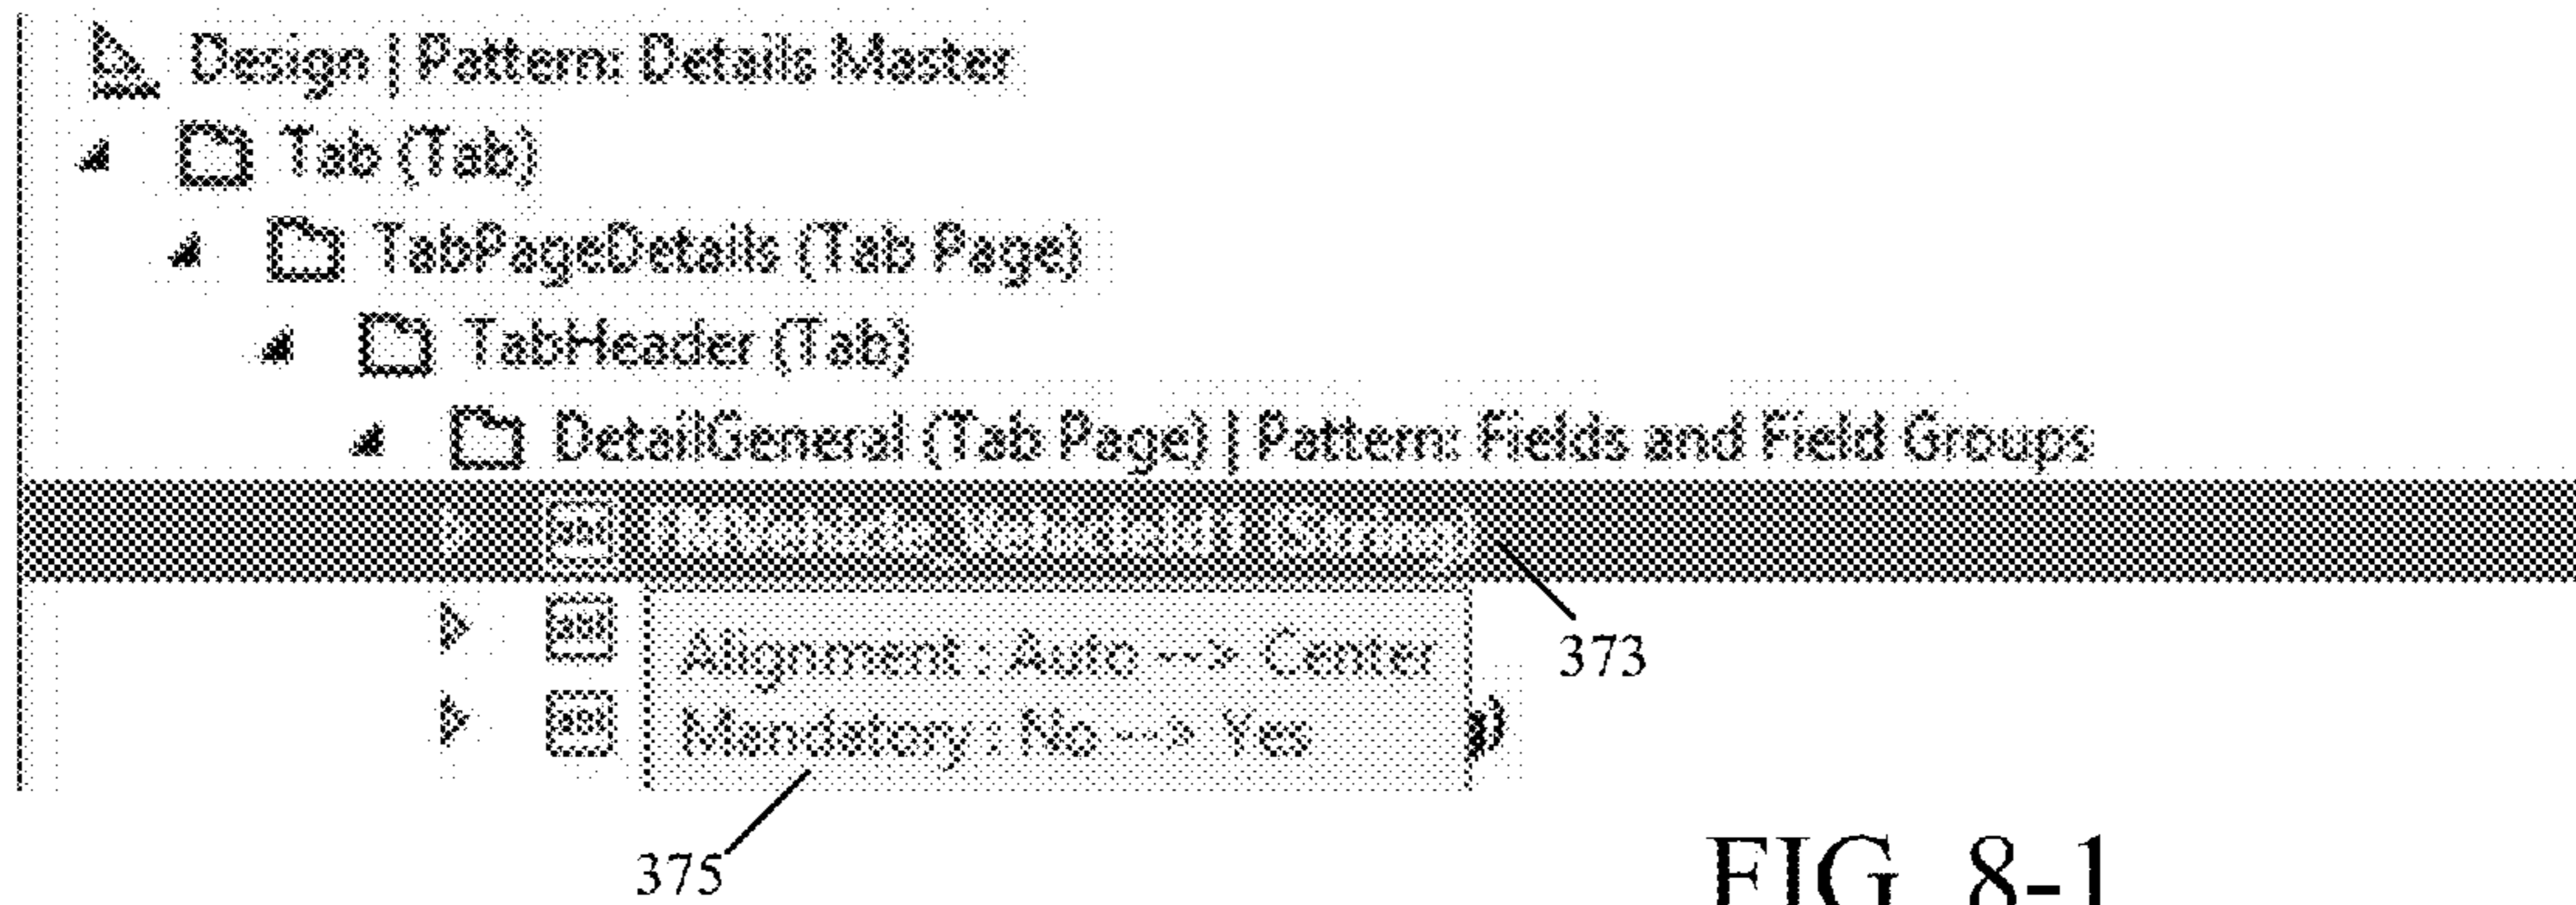 Design | Pattern: Details Master
Tab (Tab)
TabPageDetails (Tab Page)
TabHeader (Tab)
DetailGeneral (Tab Page) | Pattern: Fields and Field Groups
(String)
373
Alignment : Auto --> Center
Mandatory : No --> Yes
375
FIG. 8-1